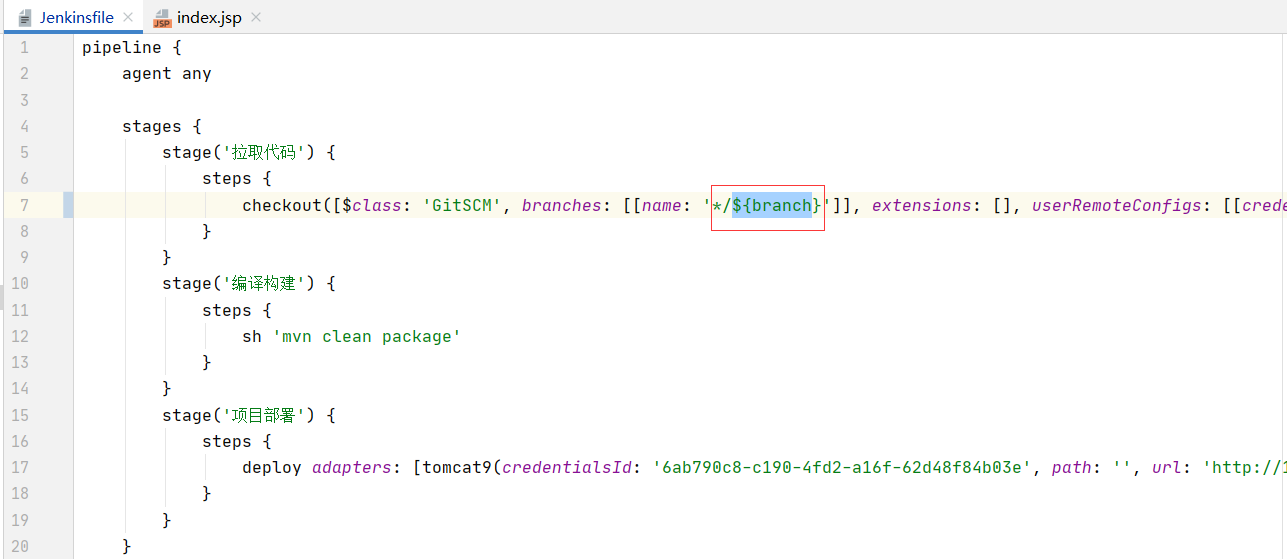 Jenkinsfile index.jsp
1 pipeline {
2 agent any
3
4 stages {
5 stage('拉取代码') {
6 steps {
7 checkout([$class: 'GitSCM', branches: [[name: '*/${branch}']], extensions: [], userRemoteConfigs: [[crede
8 }
9 }
10 stage('编译构建') {
11 steps {
12 sh 'mvn clean package'
13 }
14 }
15 stage('项目部署') {
16 steps {
17 deploy adapters: [tomcat9(credentialsId: '6ab790c8-c190-4fd2-a16f-62d48f84b03e', path: '', url: 'http://1
18 }
19 }
20 }